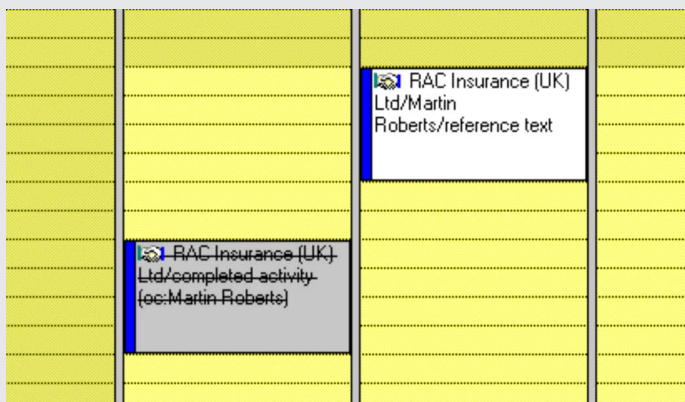 RAC Insurance (UK)
Ltd/Martin
Roberts/reference text
RAC Insurance (UK)
Ltd/completed activity
(oc:Martin Roberts)